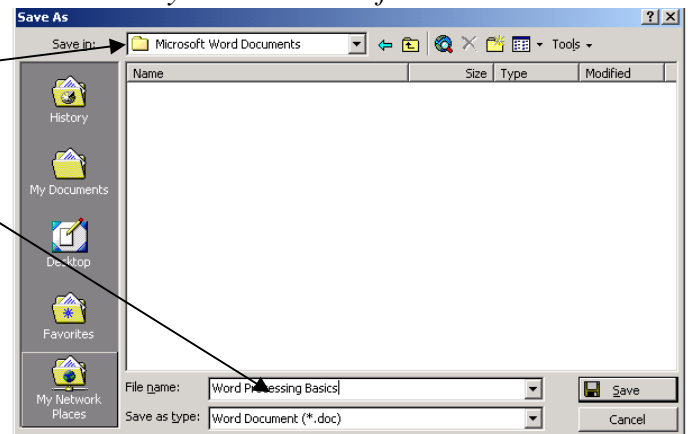 Save As
Save in: Microsoft Word Documents Tools
Name Size Type Modified
History
My Documents
Desktop
Favorites
My Network
Places
File name: Word Processing Basics Save
Save as type: Word Document (*.doc) Cancel